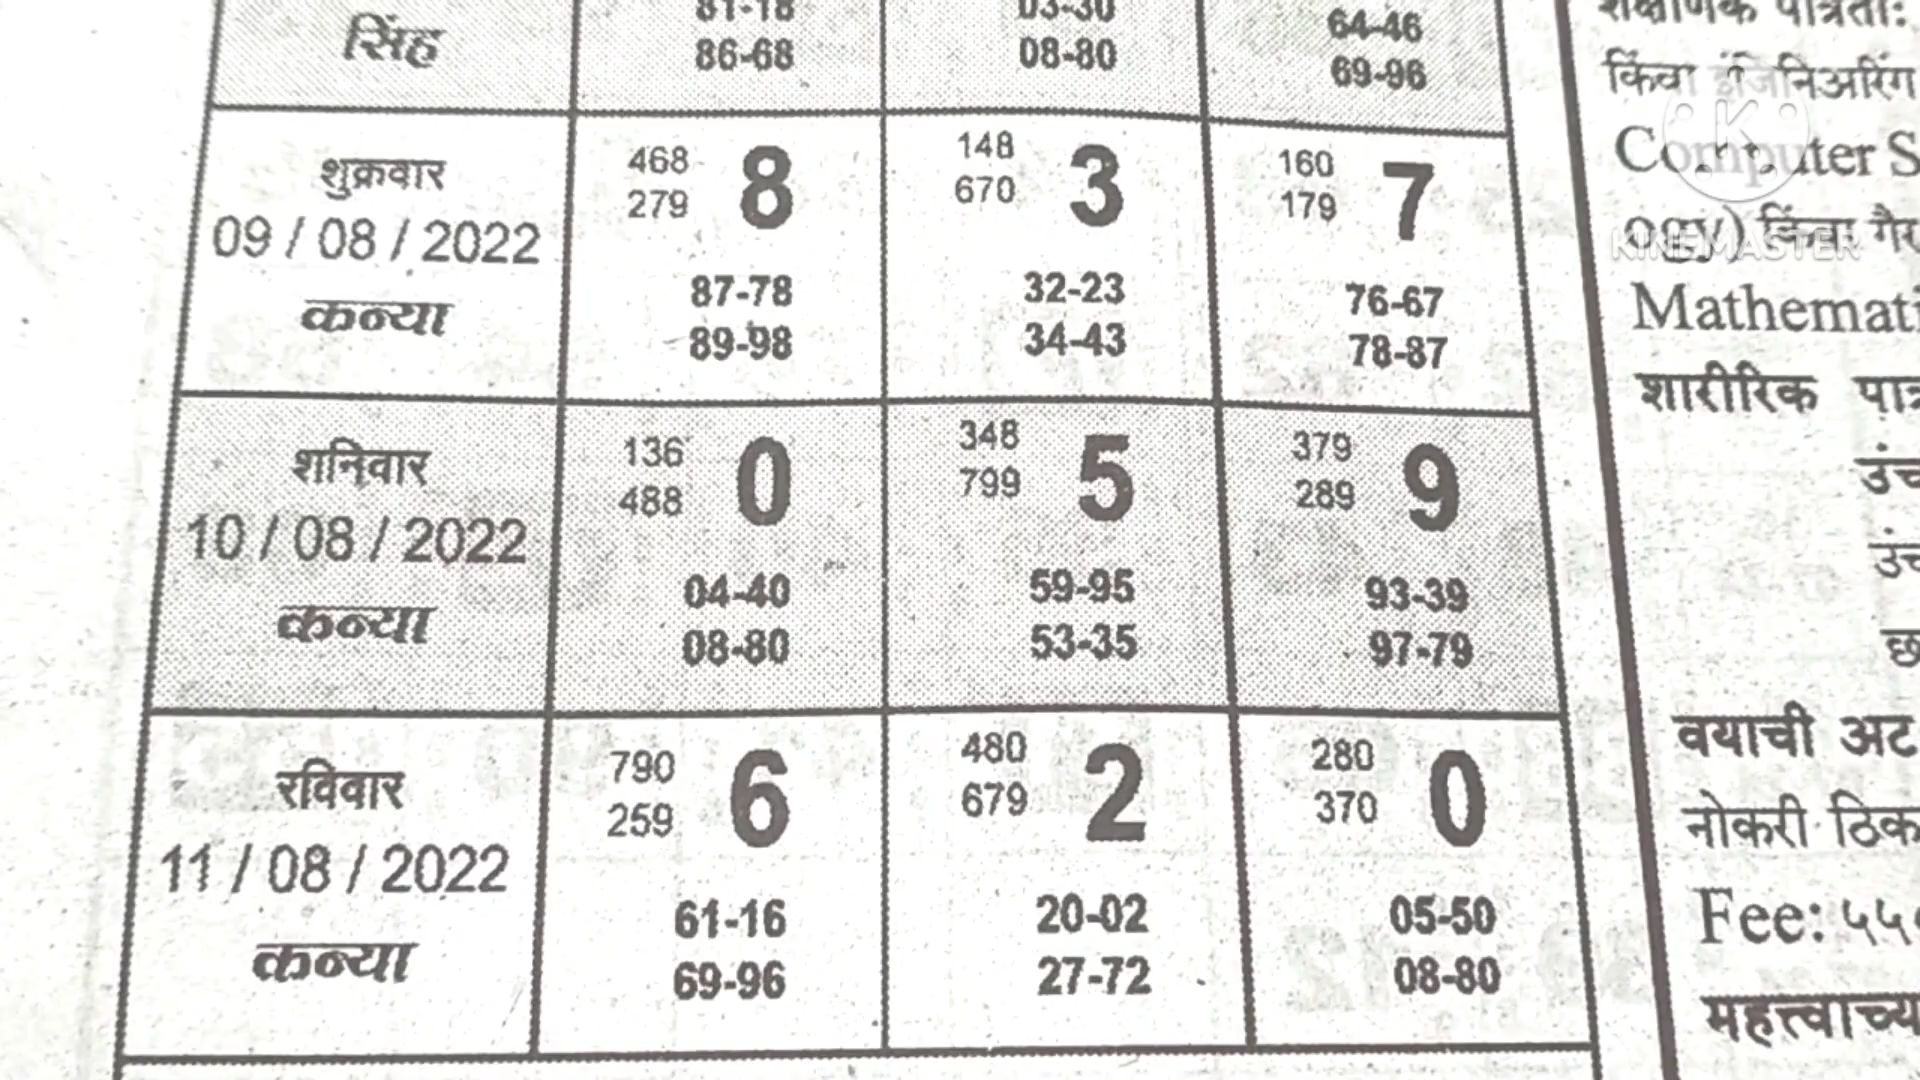 सिंह
81-18 03-30 64-46
86-68 08-80 69-96
शुक्रवार
09 / 08 / 2022
कन्या
468 279 8
87-78
89-98
148 670 3
32-23
34-43
160 179 7
76-67
78-87
शनिवार
10 / 08 / 2022
कन्या
136 488 0
04-40
08-80
348 799 5
59-95
53-35
379 289 9
93-39
97-79
रविवार
11 / 08 / 2022
कन्या
790 259 6
61-16
69-96
480 679 2
20-02
27-72
280 370 0
05-50
08-80
शैक्षणिक पात्रता:
किंवा इंजिनिअरिंग
Computer S
ogy) किंवा गैर
Mathemati
शारीरिक पात्र
उंच
उंच
छ
वयाची अट
नोकरी ठिक
Fee: ५५
महत्त्वाच्य
K
KINEMASTER